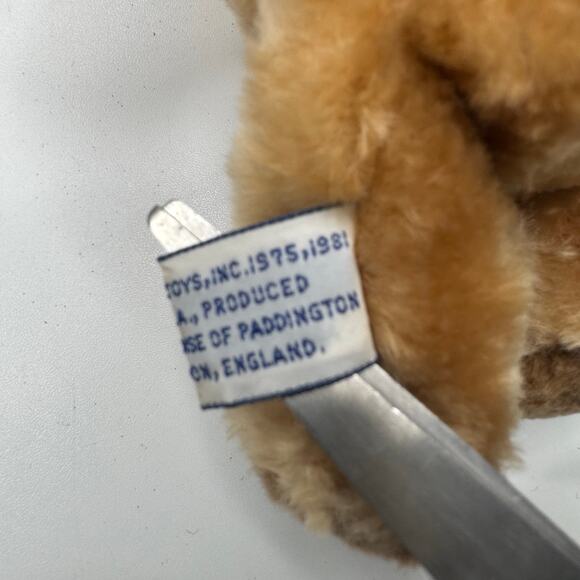 TOYS, INC. 1975, 1981
A., PRODUCED
NSE OF PADDINGTON
ON, ENGLAND.